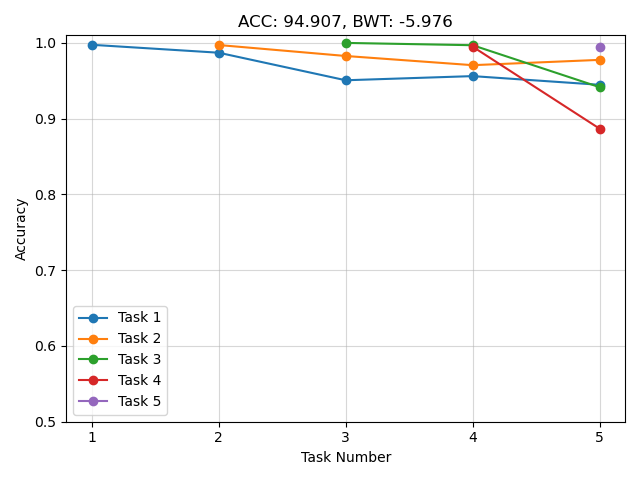 ACC: 94.907, BWT: -5.976
1.0
0.9
0.8
0.7
0.6
0.5
Accuracy
Task 1
Task 2
Task 3
Task 4
Task 5
1 2 3 4 5
Task Number